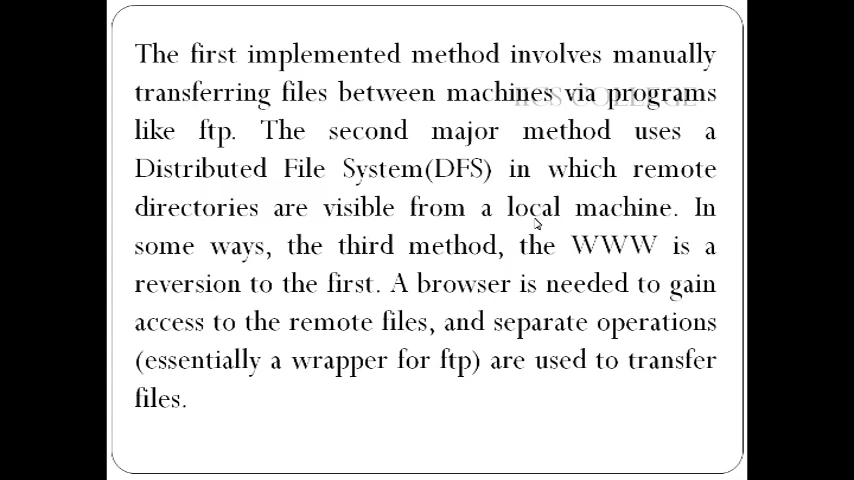 The first implemented method involves manually
transferring files between machines via programs
like ftp. The second major method uses a
Distributed File System(DFS) in which remote
directories are visible from a local machine. In
some ways, the third method, the WWW is a
reversion to the first. A browser is needed to gain
access to the remote files, and separate operations
(essentially a wrapper for ftp) are used to transfer
files.